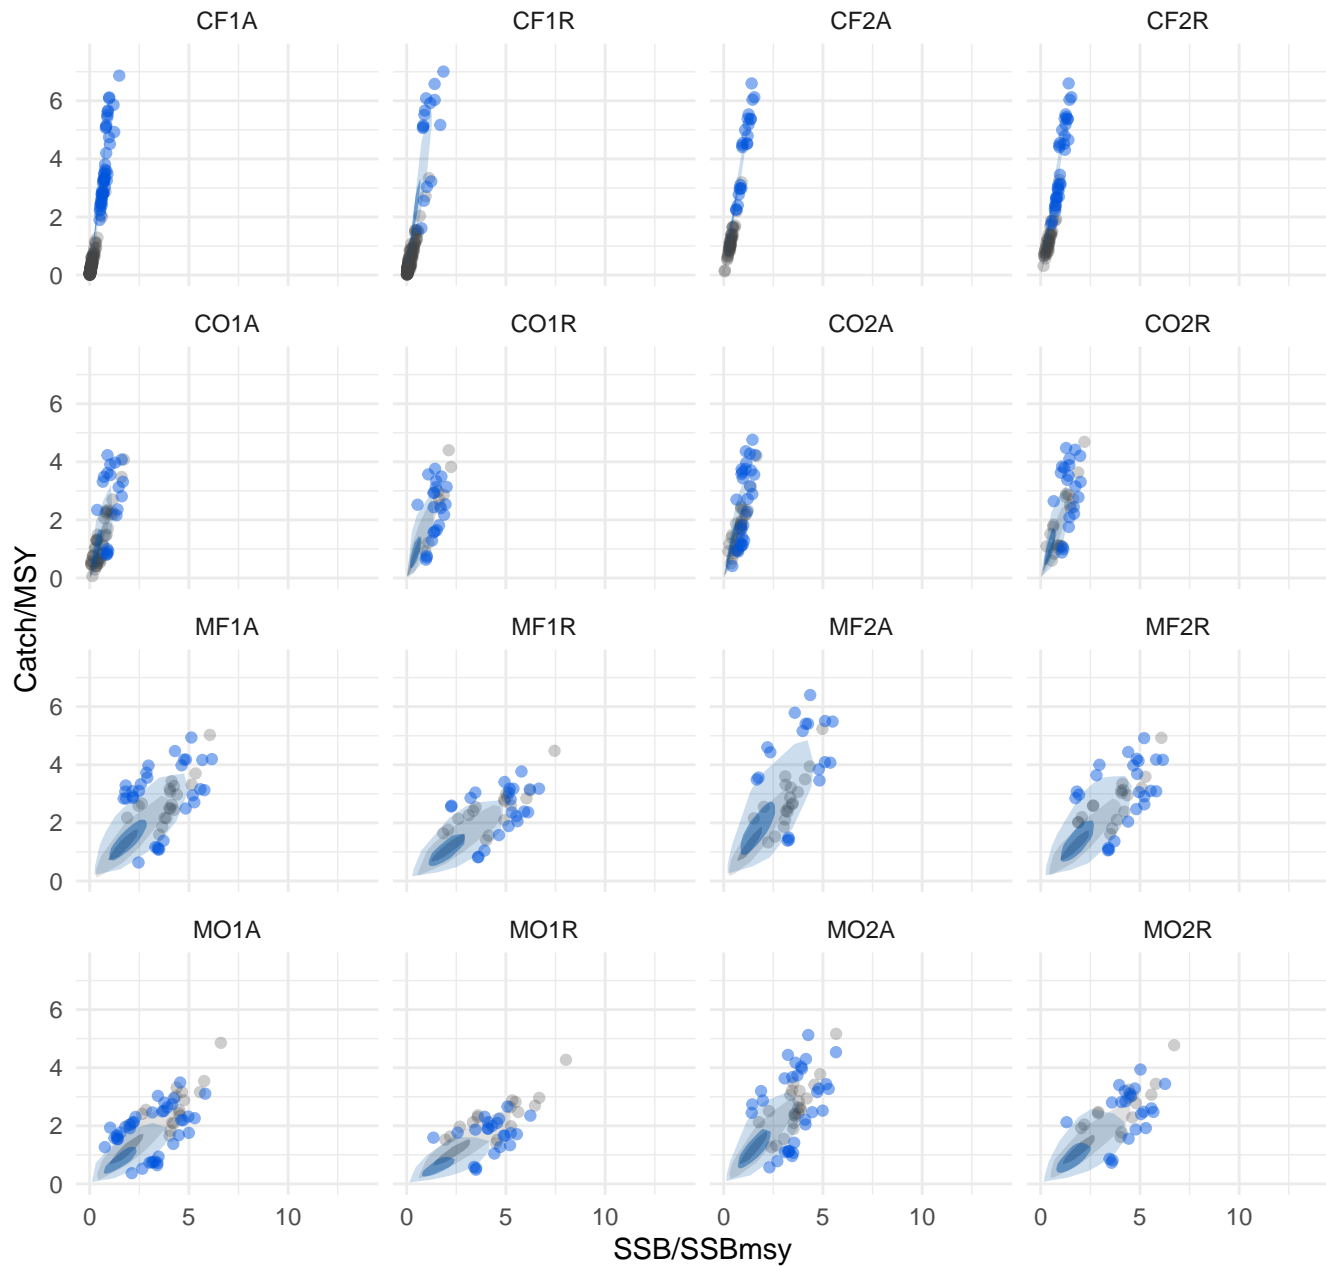 CF1A CF1R CF2A CF2R
6
4
2
0
CO1A CO1R CO2A CO2R
6
4
2
0
MF1A MF1R MF2A MF2R
6
4
2
0
MO1A MO1R MO2A MO2R
6
4
2
0
0 5 10 0 5 10 0 5 10 0 5 10
SSB/SSBmsy
Catch/MSY